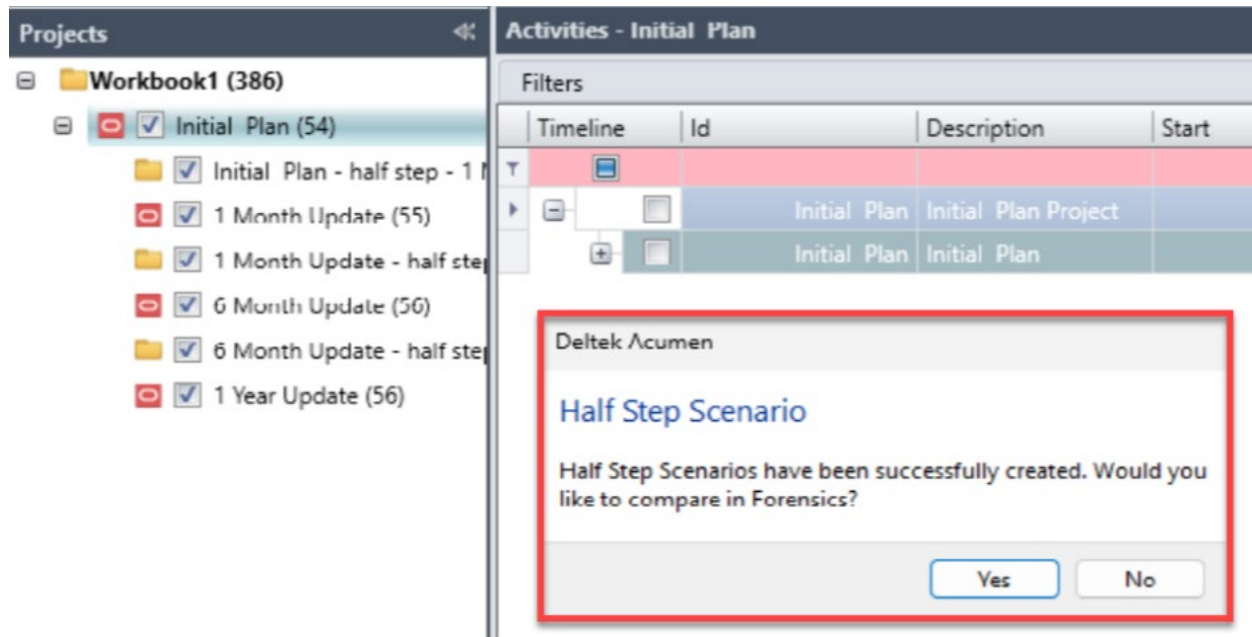 Projects
Workbook1 (386)
Initial Plan (54)
Initial Plan - half step - 1
1 Month Update (55)
1 Month Update - half
6 Month Update (56)
6 Month Update - half
1 Year Update (56)
Activities - Initial Plan
Filters
Timeline Id Description Start
Initial Plan Initial Plan Project
Initial Plan Initial Plan
Deltek Acumen
Half Step Scenario
Half Step Scenarios have been successfully created. Would you
like to compare in Forensics?
Yes No